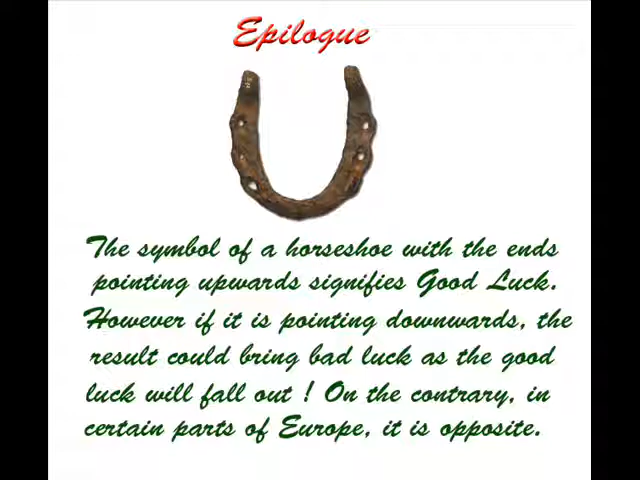 Epilogue
The symbol of a horseshoe with the ends
pointing upwards signifies Good Luck.
However if it is pointing downwards, the
result could bring bad luck as the good
luck will fall out ! On the contrary, in
certain parts of Europe, it is opposite.